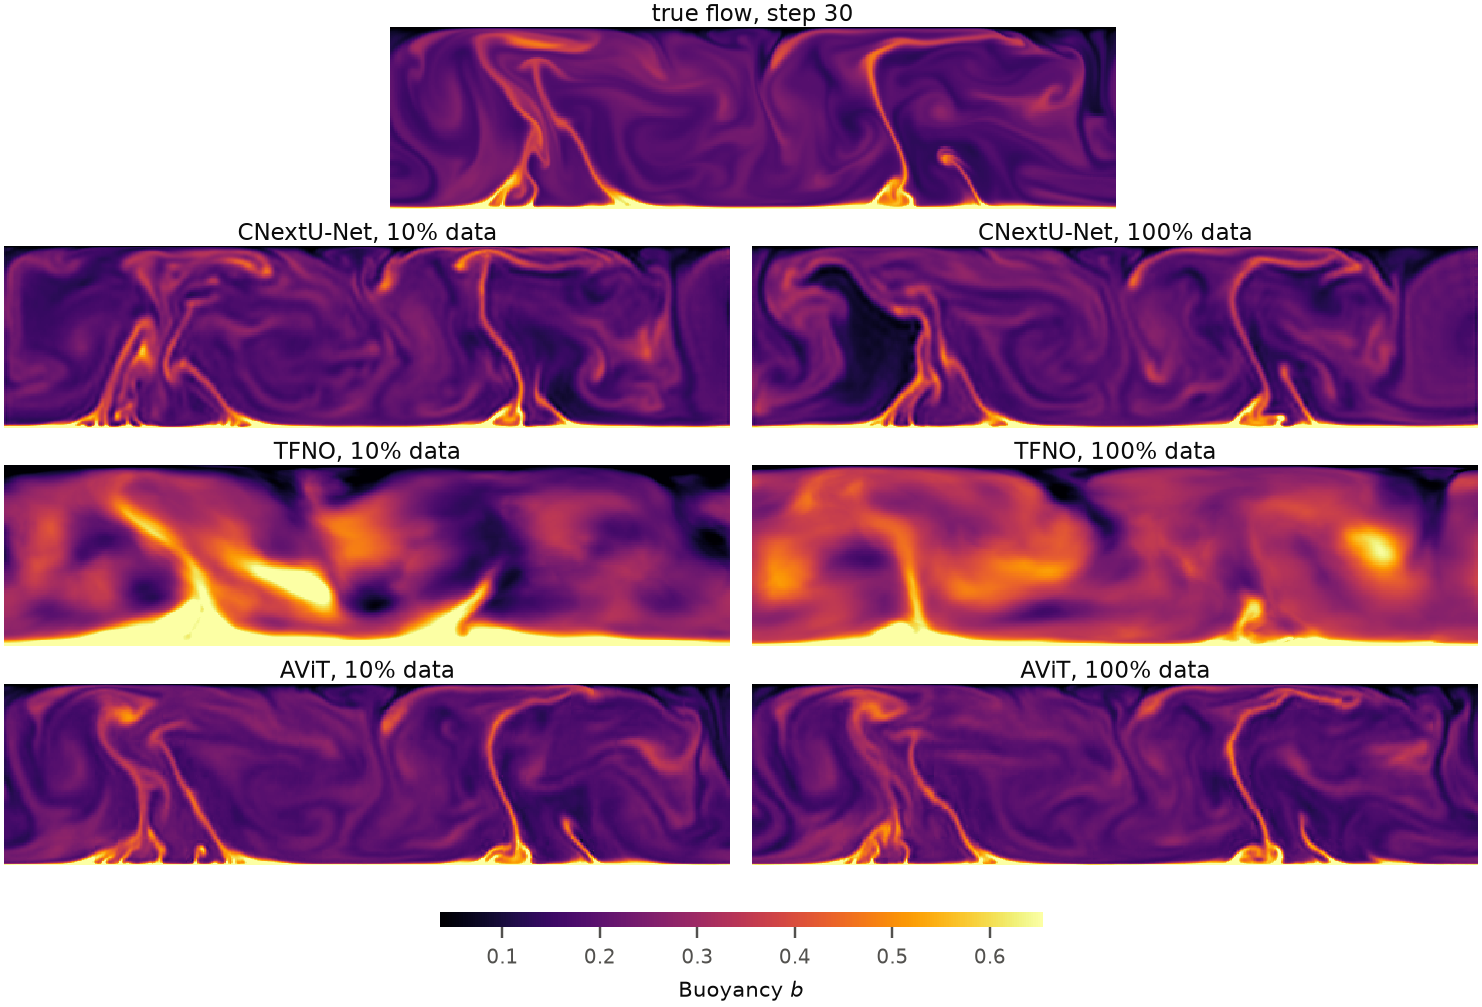 true flow, step 30
CNextU-Net, 10% data
CNextU-Net, 100% data
TFNO, 10% data
TFNO, 100% data
AViT, 10% data
AViT, 100% data
0.1 0.2 0.3 0.4 0.5 0.6
Buoyancy b